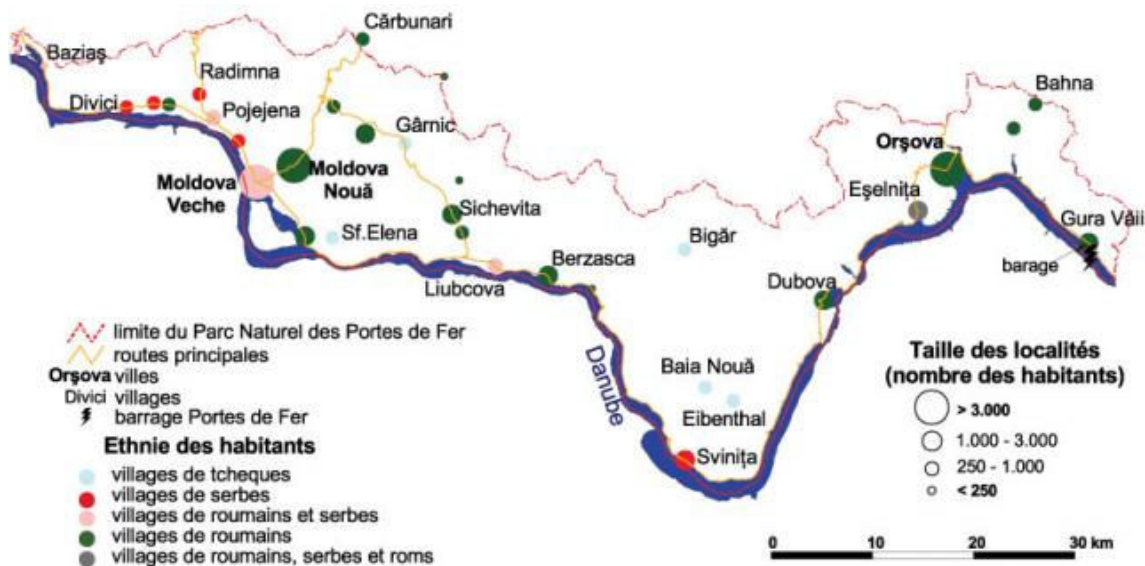 Cărbunari
Baziaş
Radimna
Bahna
Divici
Pojejena
Gârnic
Orşova
Moldova
Nouă
Moldova
Veche
Eşelniţa
Sichevita
Gura Văii
Sf.Elena
Bigăr
Berzasca
barage
Liubcova
Dubova
limite du Parc Naturel des Portes de Fer
routes principales
Orşova villes
Divici villages
barrage Portes de Fer
Ethnie des habitants
villages de tcheques
villages de serbes
villages de roumains et serbes
villages de roumains
villages de roumains, serbes et roms
Danube
Baia Nouă
Eibenthal
Sviniţa
Taille des localités
(nombre des habitants)
> 3.000
1.000 - 3.000
250 - 1.000
< 250
0 10 20 30 km